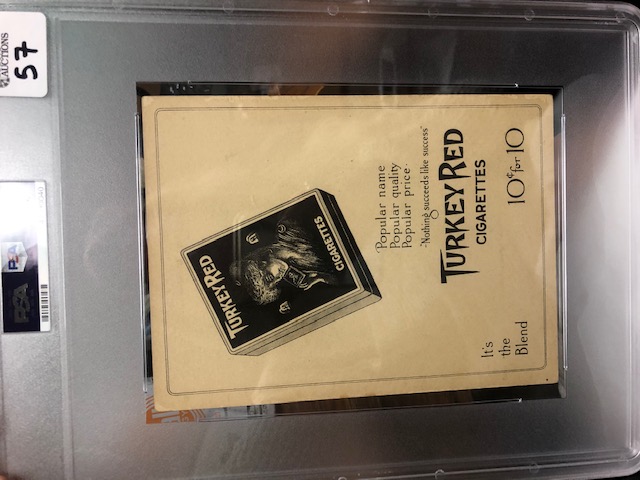 AUCTIONS
57
PSA
TURKEY RED
CIGARETTES
Popular name
Popular quality
Popular price
"Nothing succeeds like success"
TURKEY RED
CIGARETTES
10¢ for 10
It's
the
Blend